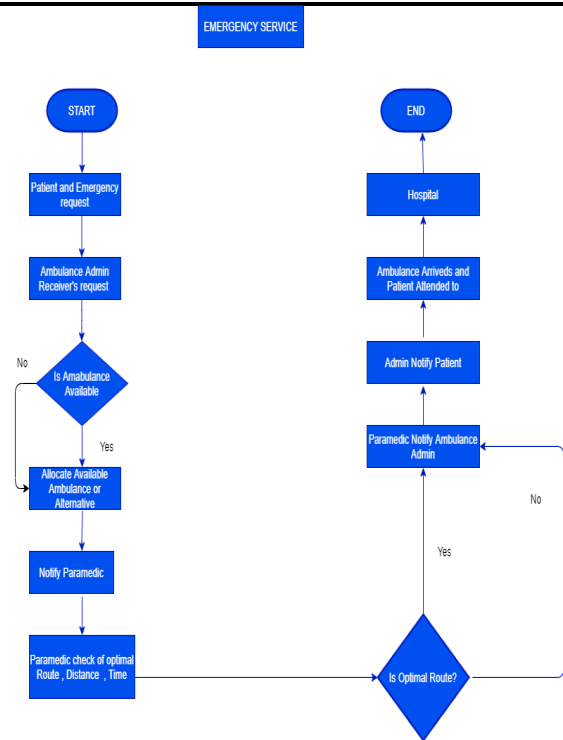 EMERGENCY SERVICE
START
Patient and Emergency
request
Ambulance Admin
Receiver's request
Is Amabulance
Available
No
Yes
Allocate Available
Ambulance or
Alternative
Notify Paramedic
Paramedic check of optimal
Route , Distance , Time
Is Optimal Route?
Yes
No
Paramedic Notify Ambulance
Admin
Admin Notify Patient
Ambulance Arriveds and
Patient Attended to
Hospital
END